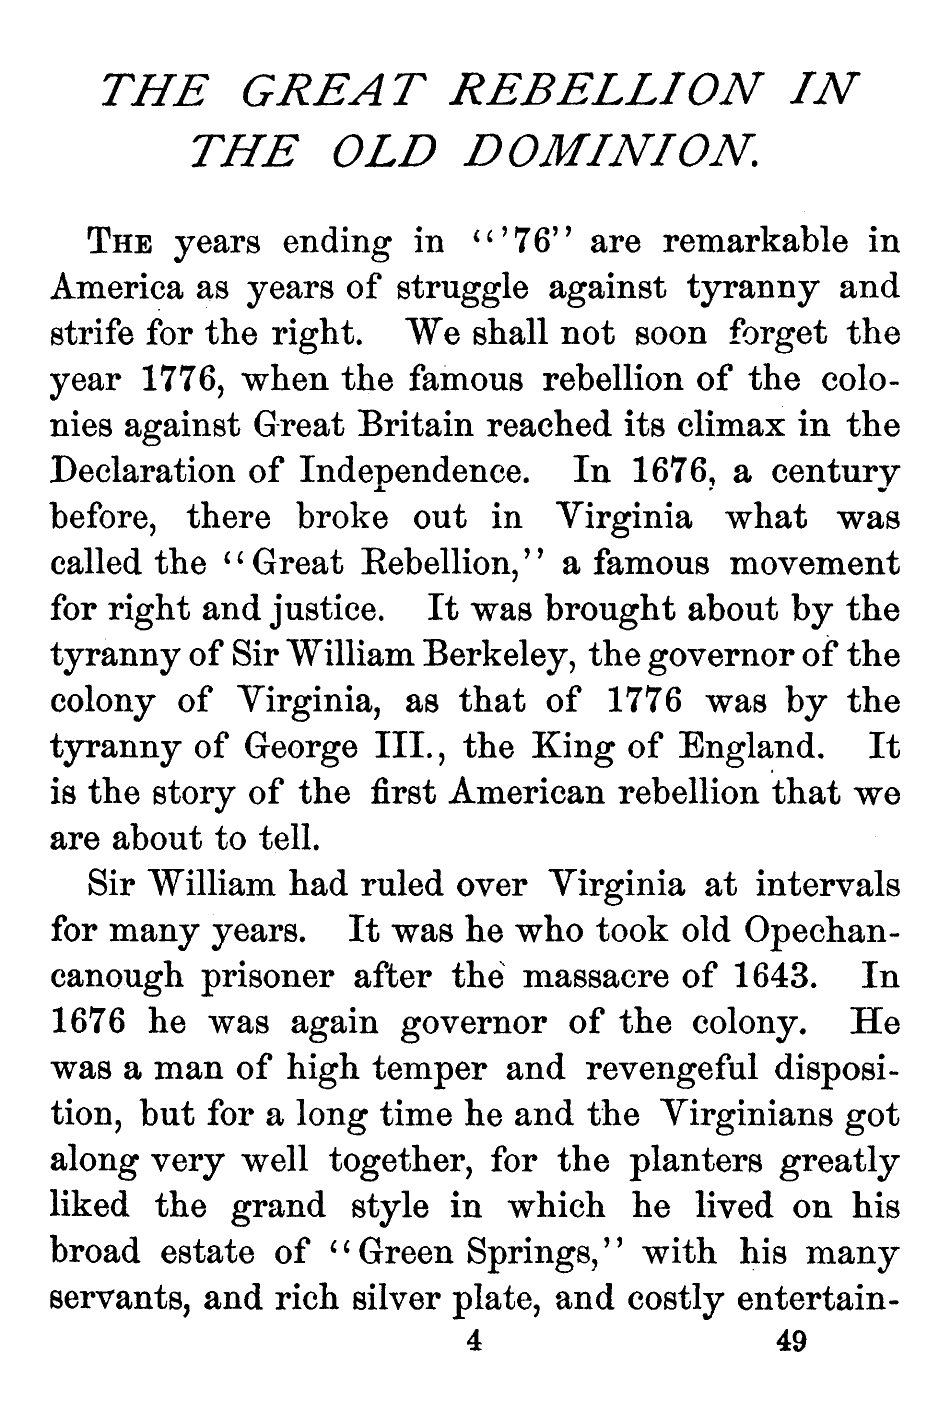 THE GREAT REBELLION IN
THE OLD DOMINION.
THE years ending in "'76" are remarkable in
America as years of struggle against tyranny and
strife for the right. We shall not soon forget the
year 1776, when the famous rebellion of the colo-
nies against Great Britain reached its climax in the
Declaration of Independence. In 1676, a century
before, there broke out in Virginia what was
called the "Great Rebellion," a famous movement
for right and justice. It was brought about by the
tyranny of Sir William Berkeley, the governor of the
colony of Virginia, as that of 1776 was by the
tyranny of George III., the King of England. It
is the story of the first American rebellion that we
are about to tell.
Sir William had ruled over Virginia at intervals
for many years. It was he who took old Opechan-
canough prisoner after the massacre of 1643. In
1676 he was again governor of the colony. He
was a man of high temper and revengeful disposi-
tion, but for a long time he and the Virginians got
along very well together, for the planters greatly
liked the grand style in which he lived on his
broad estate of "Green Springs," with his many
servants, and rich silver plate, and costly entertain-
4 49